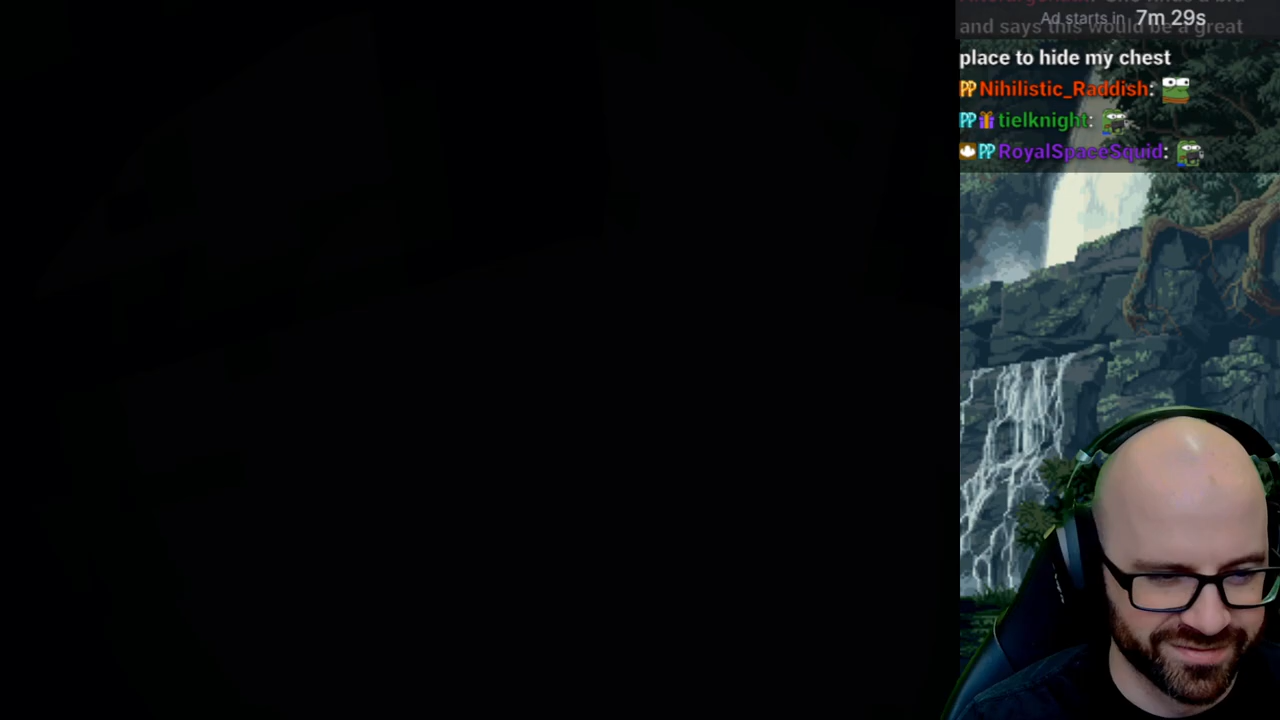 Ad starts in 7m 29s
and says this would be a great
place to hide my chest
Nihilistic_Raddish:
tielknight:
RoyalSpaceSquid: